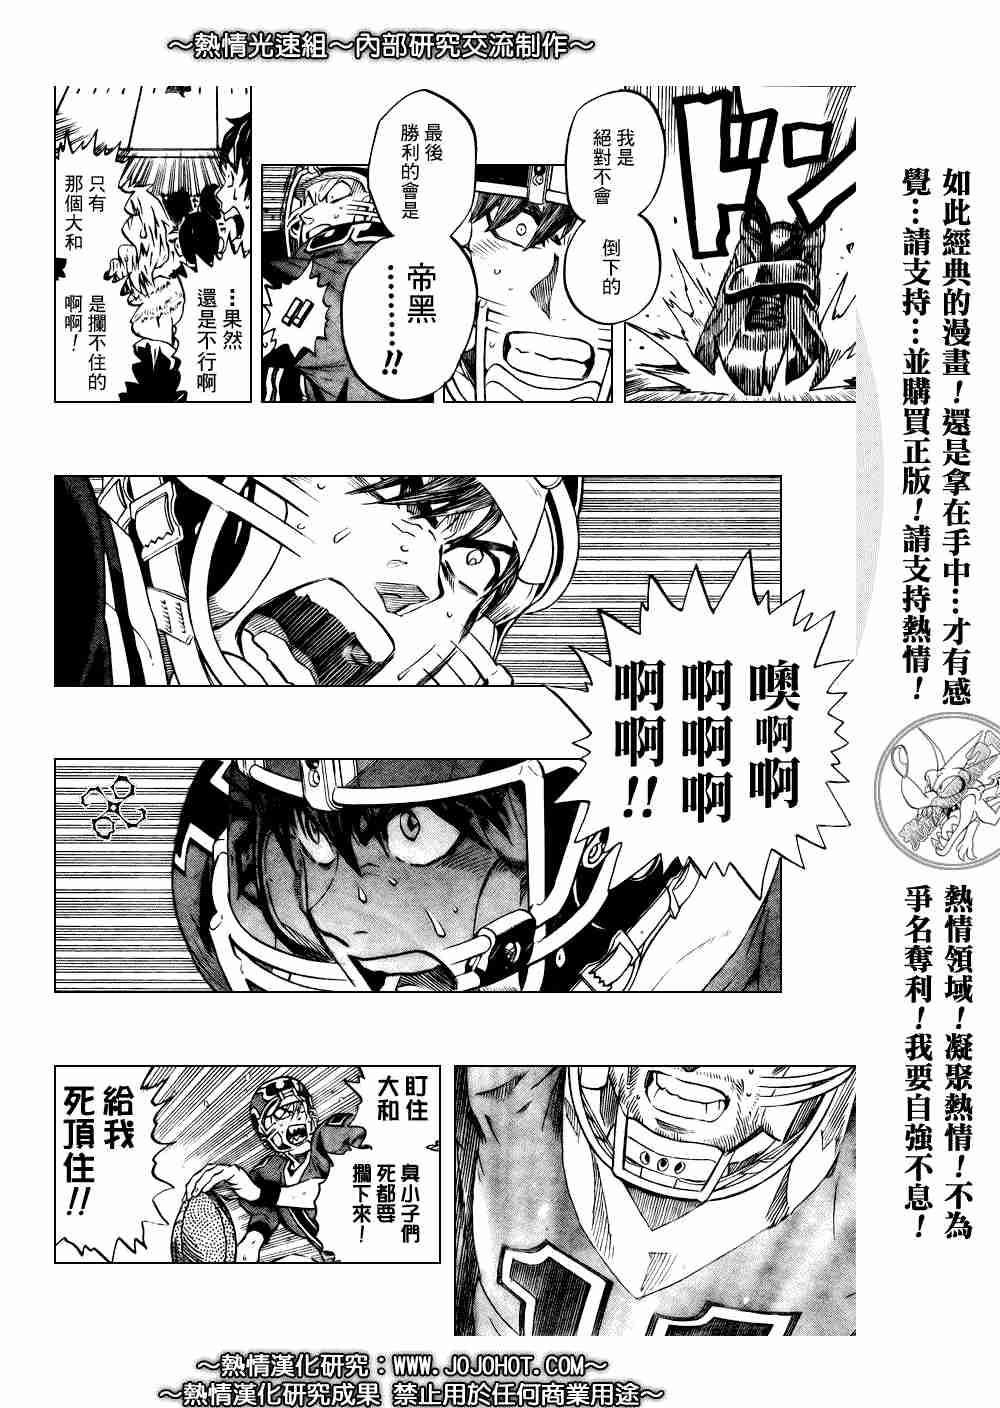 ～熱情光速組～內部研究交流制作～
ドドン
我是
絕對不會
倒下的
最後
勝利的會是
帝黑
………!!
!!
…果然
還是不行啊
只有
那個大和
是攔不住的
啊啊！
噢啊啊
啊啊啊
啊啊!!
盯住
大和
臭小子們
死都要
攔下來！
給我
死頂住!!
17
如此經典的漫畫！還是拿在手中…才有感
覺…請支持…並購買正版！請支持熱情！
熱情領域！凝聚熱情！不為
爭名奪利！我要自強不息！
～熱情漢化研究：WWW.JOJOHOT.COM～
～熱情漢化研究成果 禁止用於任何商業用途～